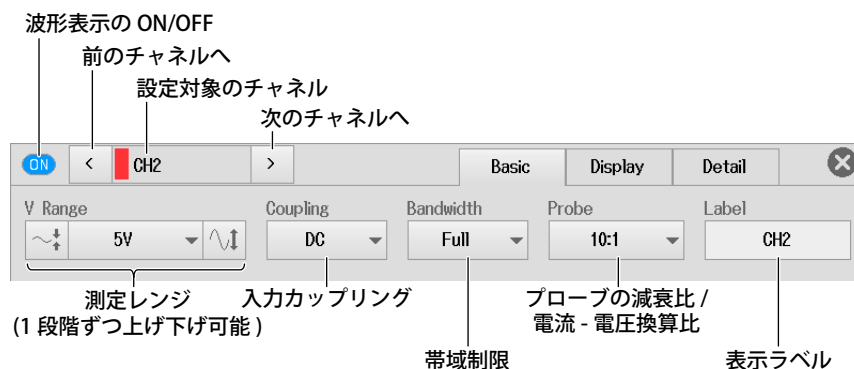 波形表示の ON/OFF
前のチャネルへ
設定対象のチャネル
次のチャネルへ
ON < CH2 > Basic Display Detail
V Range Coupling Bandwidth Probe Label
5V DC Full 10:1 CH2
測定レンジ 入力カップリング プローブの減衰比 /
(1 段階ずつ上げ下げ可能 ) 電流 - 電圧換算比
帯域制限 表示ラベル